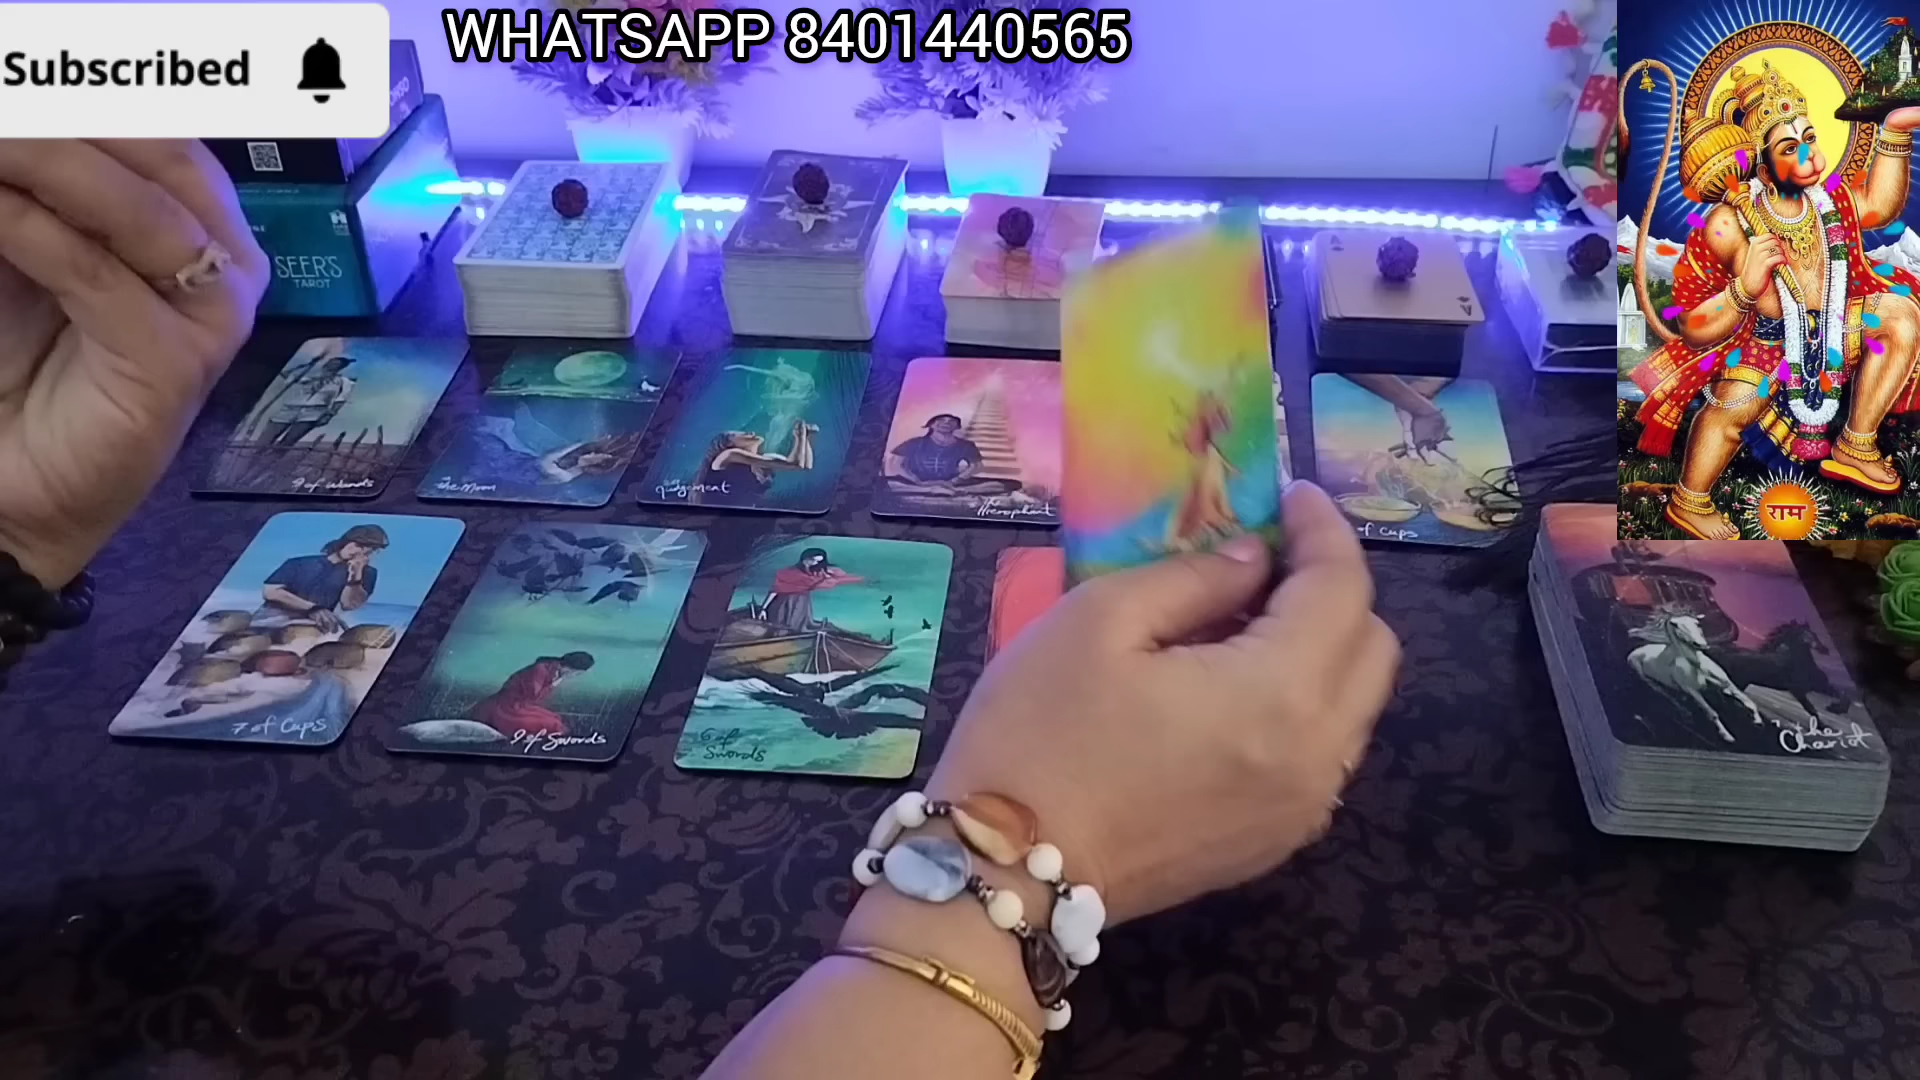 WHATSAPP 8401440565
Subscribed
SEER'S
TAROT
9 of Wands
the Moon
Judgement
the
Hierophant
of Cups
7 of Cups
9 of Swords
6 of
Swords
the
Chariot
राम